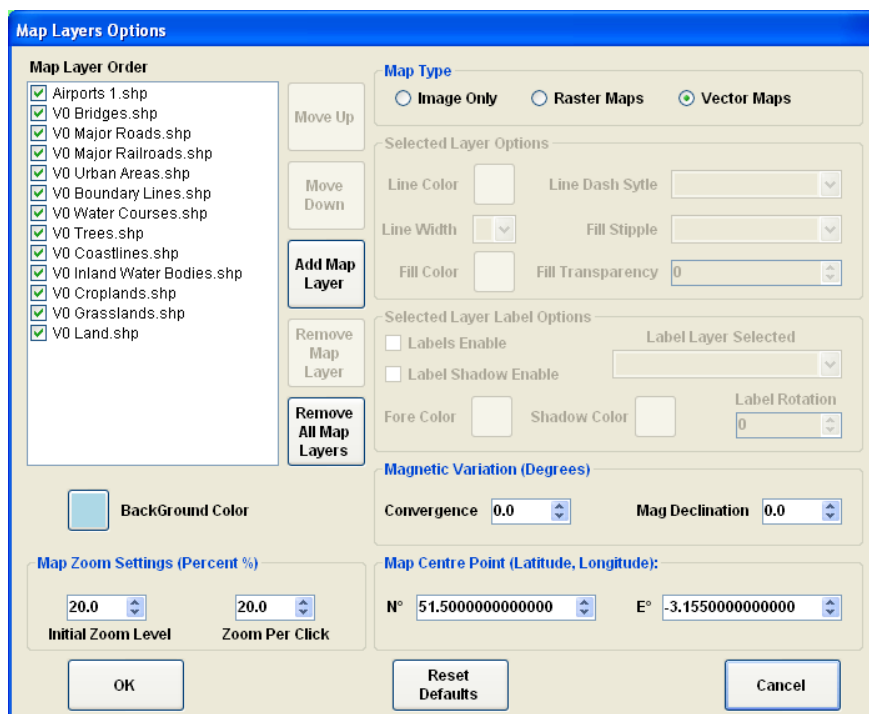 Map Layers Options
Map Layer Order
Airports 1.shp
V0 Bridges.shp
V0 Major Roads.shp
V0 Major Railroads.shp
V0 Urban Areas.shp
V0 Boundary Lines.shp
V0 Water Courses.shp
V0 Trees.shp
V0 Coastlines.shp
V0 Inland Water Bodies.shp
V0 Croplands.shp
V0 Grasslands.shp
V0 Land.shp
Move Up
Move
Down
Add Map
Layer
Remove
Map
Layer
Remove
All Map
Layers
BackGround Color
Map Zoom Settings (Percent %)
20.0 20.0
Initial Zoom Level Zoom Per Click
Map Type
Image Only Raster Maps Vector Maps
Selected Layer Options
Line Color Line Dash Sytle
Line Width Fill Stipple
Fill Color Fill Transparency 0
Selected Layer Label Options
Labels Enable Label Layer Selected
Label Shadow Enable
Label Rotation
Fore Color Shadow Color 0
Magnetic Variation (Degrees)
Convergence 0.0 Mag Declination 0.0
Map Centre Point (Latitude, Longitude):
N° 51.5000000000000 E° -3.1550000000000
OK
Reset
Defaults
Cancel